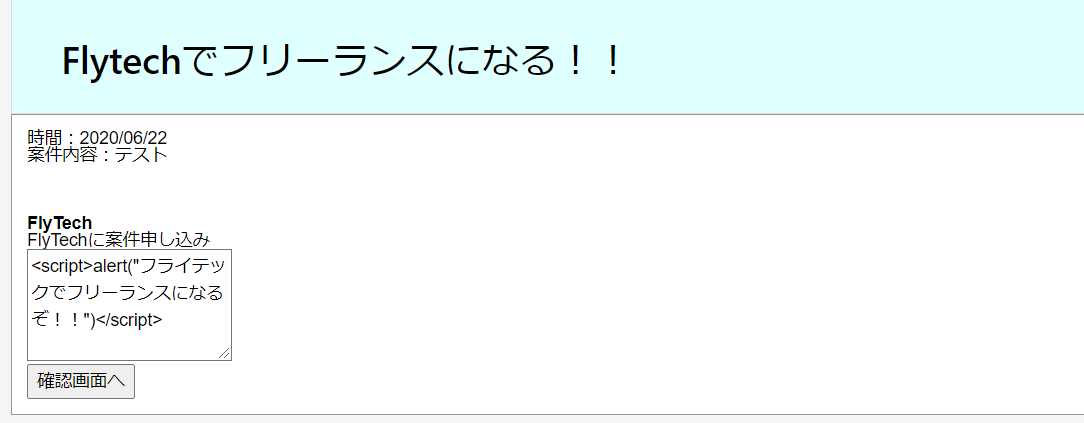 Flytechでフリーランスになる！！
時間：2020/06/22
案件内容：テスト
FlyTech
FlyTechに案件申し込み
<script>alert("フライテッ
クでフリーランスになる
ぞ！！")</script>
確認画面へ